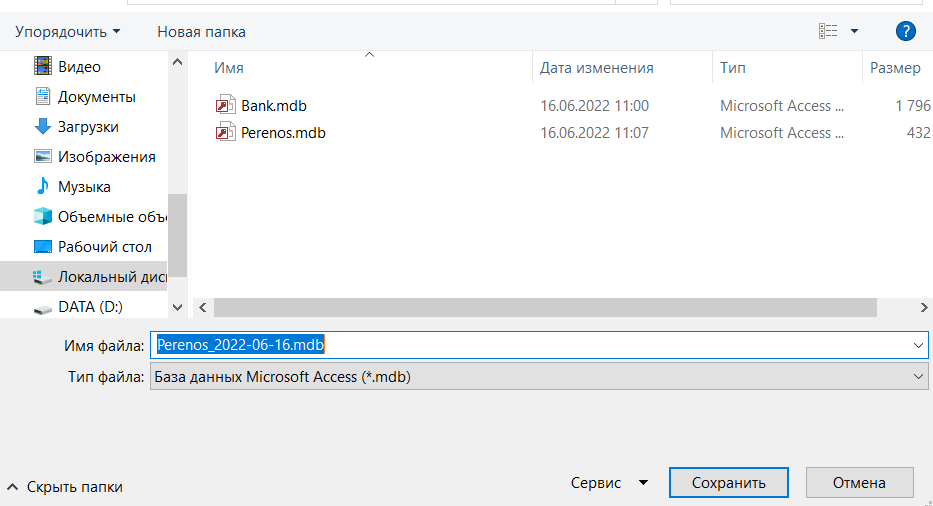 Упорядочить Новая папка ?
Видео
Документы
Загрузки
Изображения
Музыка
Объемные объ
Рабочий стол
Локальный дис
DATA (D:)
Имя Дата изменения Тип Размер
Bank.mdb 16.06.2022 11:00 Microsoft Access ... 1 796
Perenos.mdb 16.06.2022 11:07 Microsoft Access ... 432
Имя файла: Perenos_2022-06-16.mdb
Тип файла: База данных Microsoft Access (*.mdb)
Скрыть папки Сервис Сохранить Отмена